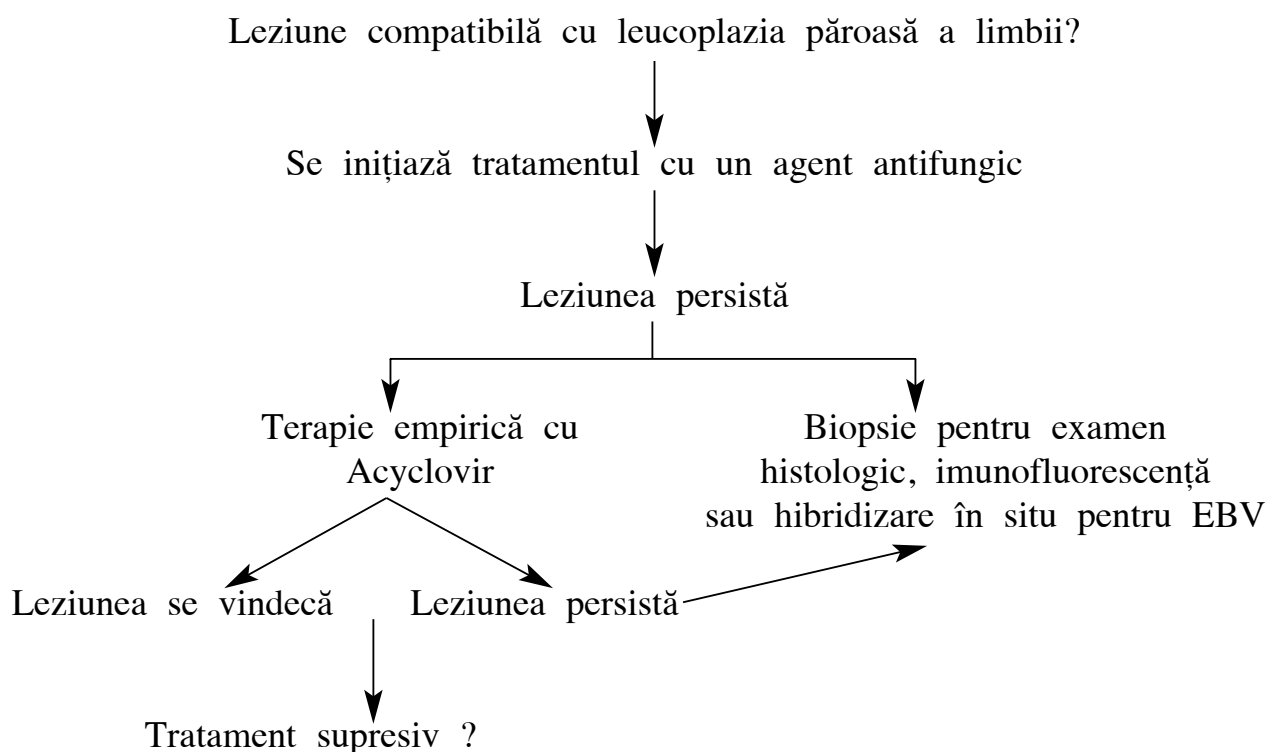 Leziune compatibilă cu leucoplazia păroasă a limbii?
Se inițiază tratamentul cu un agent antifungic
Leziunea persistă
Terapie empirică cu
Acyclovir
Biopsie pentru examen
histologic, imunofluorescență
sau hibridizare în situ pentru EBV
Leziunea se vindecă
Leziunea persistă
Tratament supresiv ?